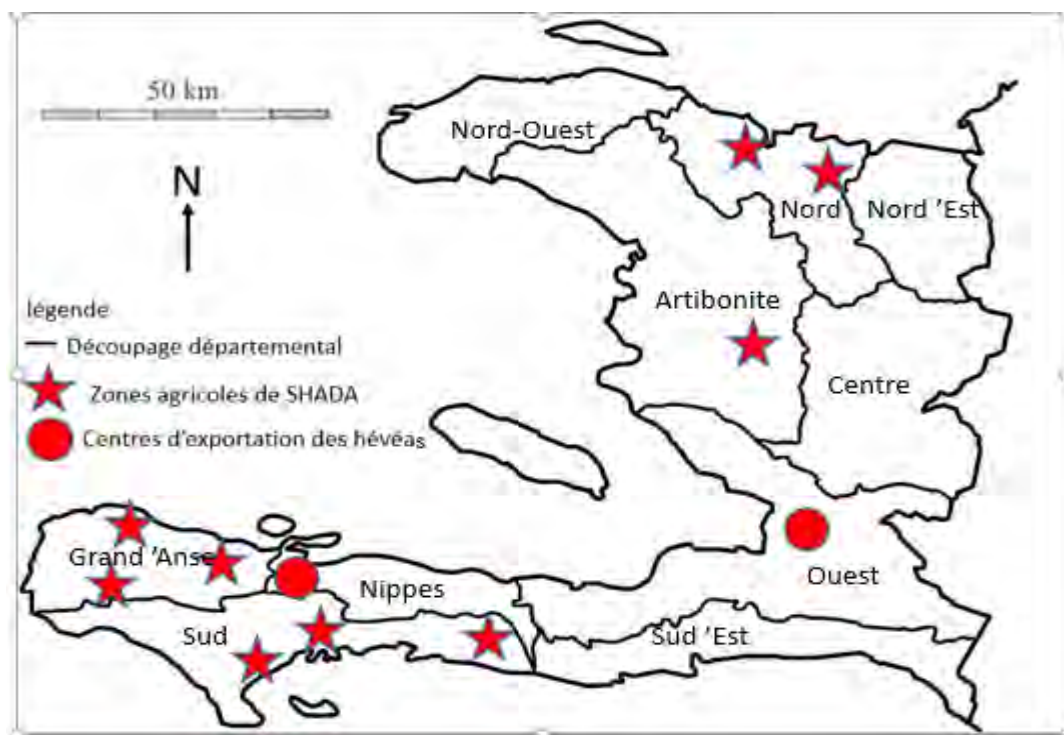 50 km
N
légende
Découpage départemental
Zones agricoles de SHADA
Centres d'exportation des hévéas
Nord-Ouest
Nord
Nord 'Est
Artibonite
Centre
Grand 'Anse
Nippes
Ouest
Sud
Sud 'Est